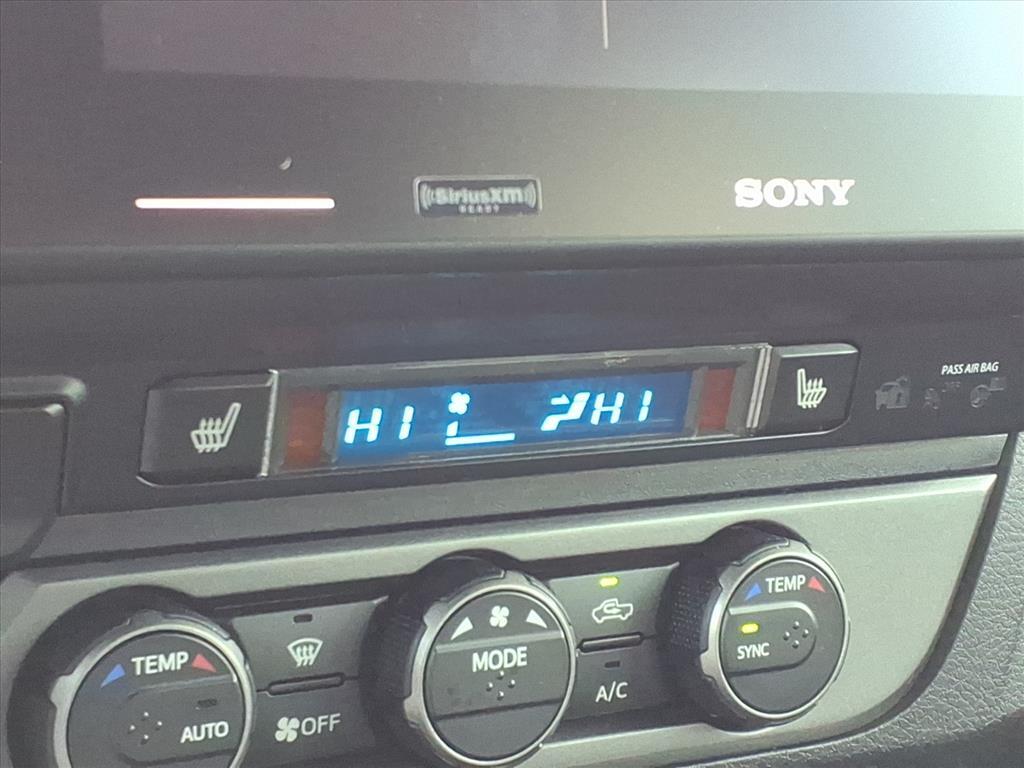 SiriusXM
READY
SONY
PASS AIR BAG
HI HI
TEMP
AUTO
OFF
MODE
A/C
TEMP
SYNC